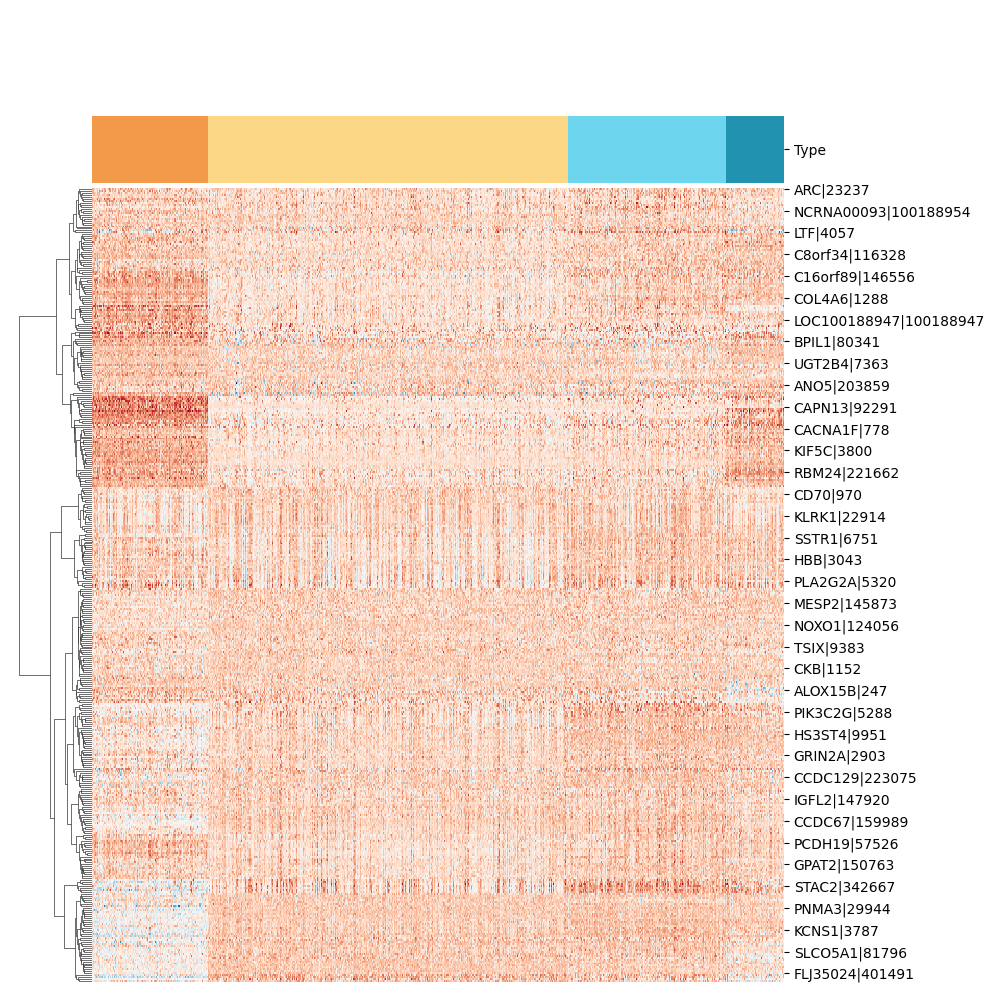 Type
ARC|23237
NCRNA00093|100188954
LTF|4057
C8orf34|116328
C16orf89|146556
COL4A6|1288
LOC100188947|100188947
BPIL1|80341
UGT2B4|7363
ANO5|203859
CAPN13|92291
CACNA1F|778
KIF5C|3800
RBM24|221662
CD70|970
KLRK1|22914
SSTR1|6751
HBB|3043
PLA2G2A|5320
MESP2|145873
NOXO1|124056
TSIX|9383
CKB|1152
ALOX15B|247
PIK3C2G|5288
HS3ST4|9951
GRIN2A|2903
CCDC129|223075
IGFL2|147920
CCDC67|159989
PCDH19|57526
GPAT2|150763
STAC2|342667
PNMA3|29944
KCNS1|3787
SLCO5A1|81796
FLJ35024|401491